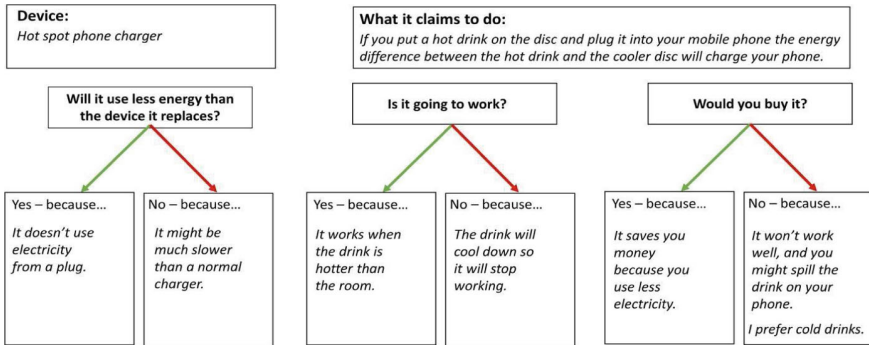 Device:
Hot spot phone charger
What it claims to do:
If you put a hot drink on the disc and plug it into your mobile phone the energy
difference between the hot drink and the cooler disc will charge your phone.
Will it use less energy than
the device it replaces?
Yes – because...
It doesn't use
electricity
from a plug.
No – because...
It might be
much slower
than a normal
charger.
Is it going to work?
Yes – because...
It works when
the drink is
hotter than
the room.
No – because...
The drink will
cool down so
it will stop
working.
Would you buy it?
Yes – because...
It saves you
money
because you
use less
electricity.
No – because...
It won't work
well, and you
might spill the
drink on your
phone.
I prefer cold drinks.